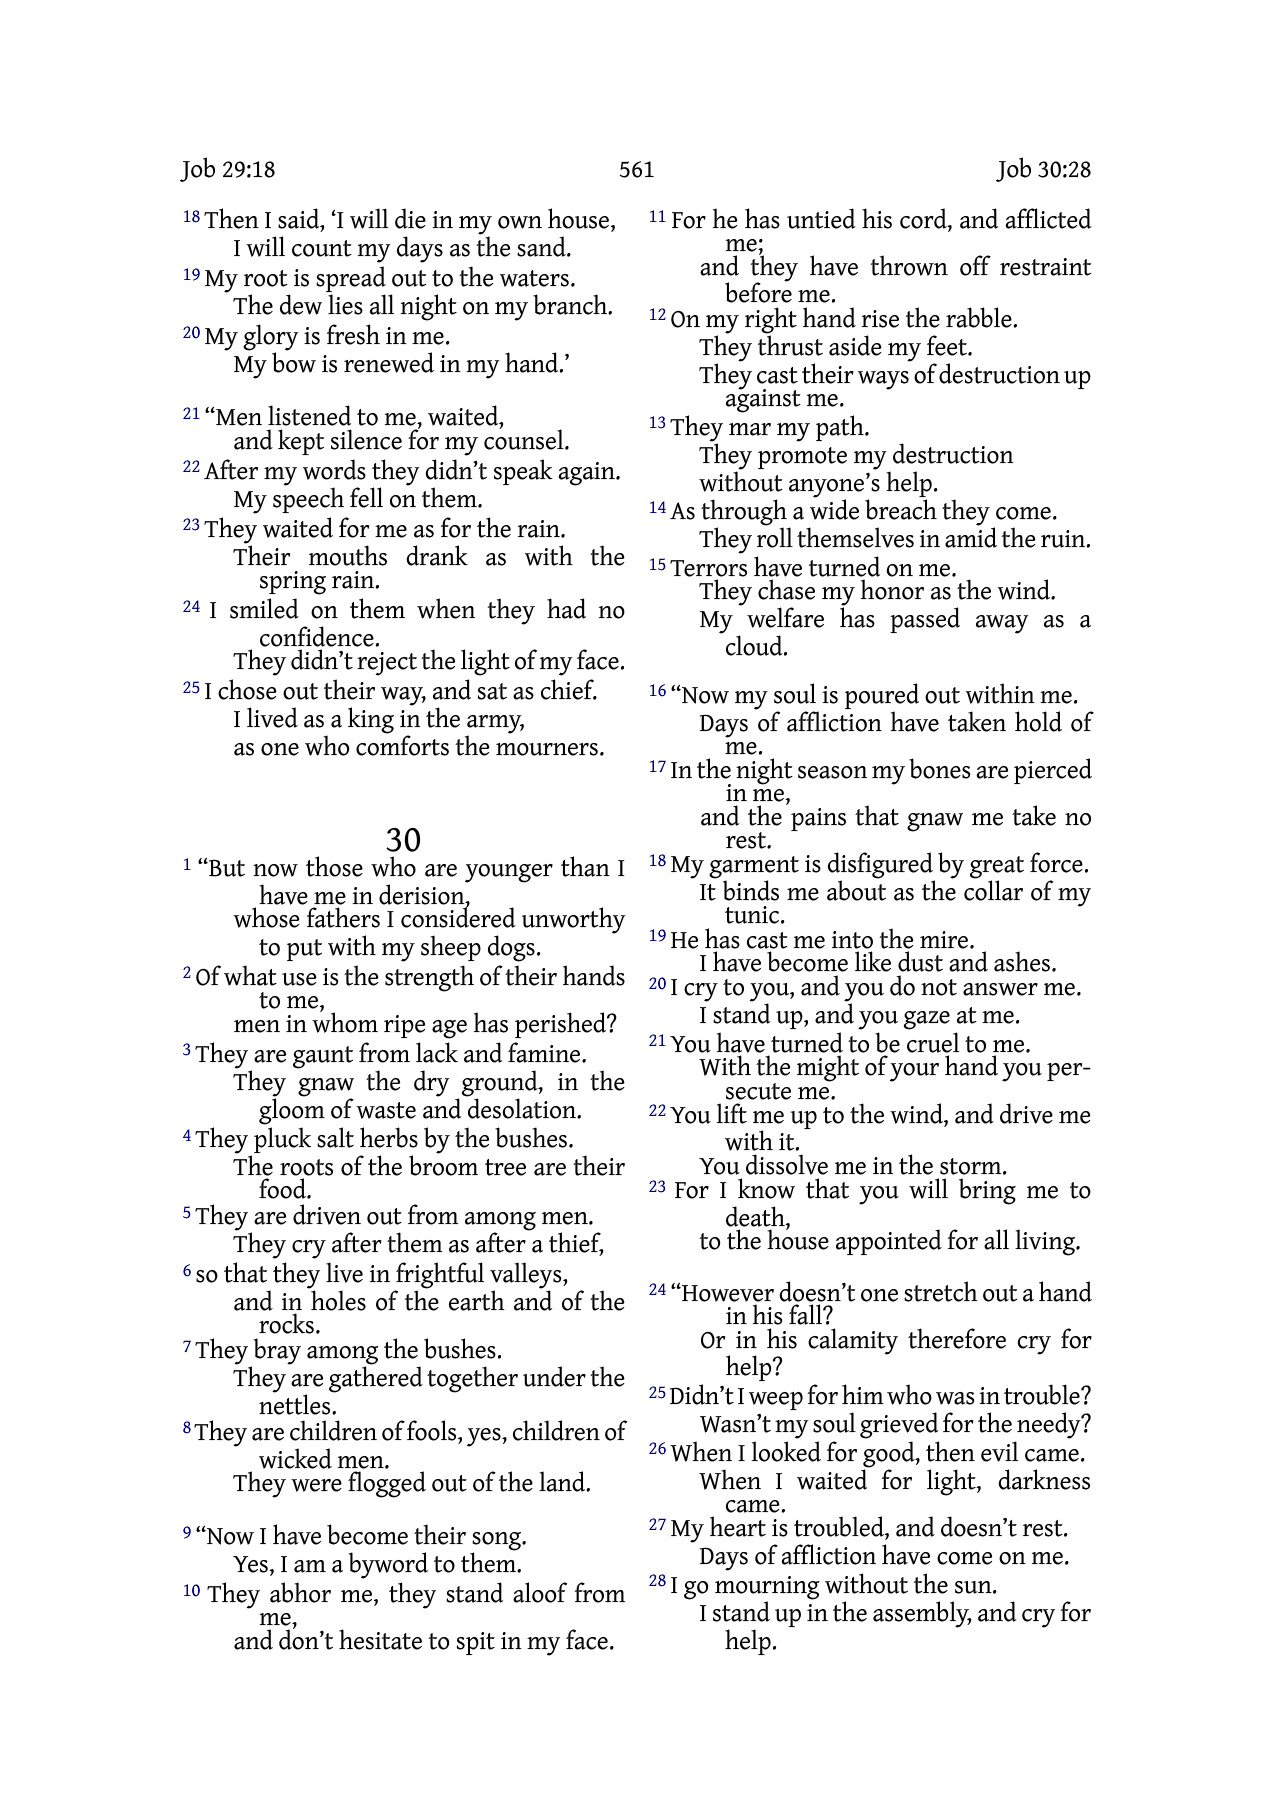 Job 29:18 561 Job 30:28
18 Then I said, ‘I will die in my own house,
I will count my days as the sand.
19 My root is spread out to the waters.
The dew lies all night on my branch.
20 My glory is fresh in me.
My bow is renewed in my hand.’
21 “Men listened to me, waited,
and kept silence for my counsel.
22 After my words they didn’t speak again.
My speech fell on them.
23 They waited for me as for the rain.
Their mouths drank as with the
spring rain.
24 I smiled on them when they had no
confidence.
They didn’t reject the light of my face.
25 I chose out their way, and sat as chief.
I lived as a king in the army,
as one who comforts the mourners.
30
1 “But now those who are younger than I
have me in derision,
whose fathers I considered unworthy
to put with my sheep dogs.
2 Of what use is the strength of their hands
to me,
men in whom ripe age has perished?
3 They are gaunt from lack and famine.
They gnaw the dry ground, in the
gloom of waste and desolation.
4 They pluck salt herbs by the bushes.
The roots of the broom tree are their
food.
5 They are driven out from among men.
They cry after them as after a thief,
6 so that they live in frightful valleys,
and in holes of the earth and of the
rocks.
7 They bray among the bushes.
They are gathered together under the
nettles.
8 They are children of fools, yes, children of
wicked men.
They were flogged out of the land.
9 “Now I have become their song.
Yes, I am a byword to them.
10 They abhor me, they stand aloof from
me,
and don’t hesitate to spit in my face.
11 For he has untied his cord, and afflicted
me;
and they have thrown off restraint
before me.
12 On my right hand rise the rabble.
They thrust aside my feet.
They cast their ways of destruction up
against me.
13 They mar my path.
They promote my destruction
without anyone’s help.
14 As through a wide breach they come.
They roll themselves in amid the ruin.
15 Terrors have turned on me.
They chase my honor as the wind.
My welfare has passed away as a
cloud.
16 “Now my soul is poured out within me.
Days of affliction have taken hold of
me.
17 In the night season my bones are pierced
in me,
and the pains that gnaw me take no
rest.
18 My garment is disfigured by great force.
It binds me about as the collar of my
tunic.
19 He has cast me into the mire.
I have become like dust and ashes.
20 I cry to you, and you do not answer me.
I stand up, and you gaze at me.
21 You have turned to be cruel to me.
With the might of your hand you per-
secute me.
22 You lift me up to the wind, and drive me
with it.
You dissolve me in the storm.
23 For I know that you will bring me to
death,
to the house appointed for all living.
24 “However doesn’t one stretch out a hand
in his fall?
Or in his calamity therefore cry for
help?
25 Didn’t I weep for him who was in trouble?
Wasn’t my soul grieved for the needy?
26 When I looked for good, then evil came.
When I waited for light, darkness
came.
27 My heart is troubled, and doesn’t rest.
Days of affliction have come on me.
28 I go mourning without the sun.
I stand up in the assembly, and cry for
help.